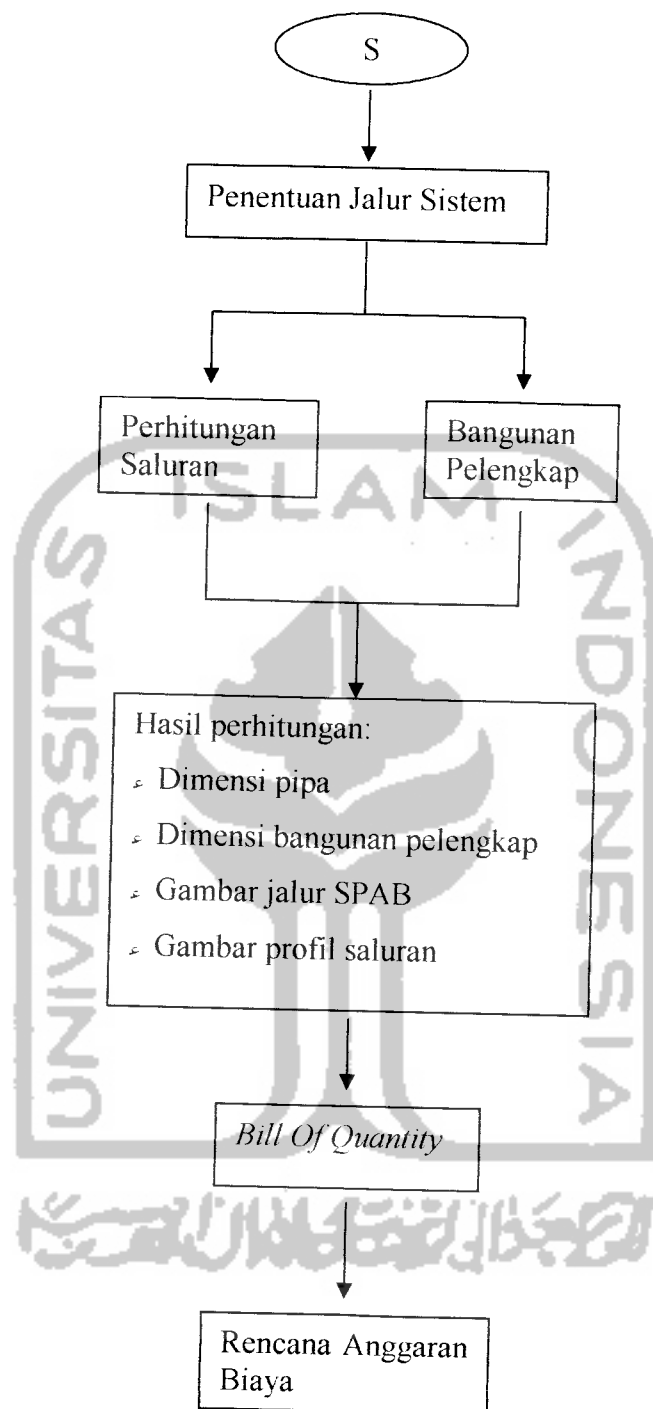 S
Penentuan Jalur Sistem
Perhitungan
Saluran
Bangunan
Pelengkap
ISLAM
UNIVERSITAS
INDONESIA
Hasil perhitungan:
Dimensi pipa
Dimensi bangunan pelengkap
Gambar jalur SPAB
Gambar profil saluran
Bill Of Quantity
Rencana Anggaran
Biaya